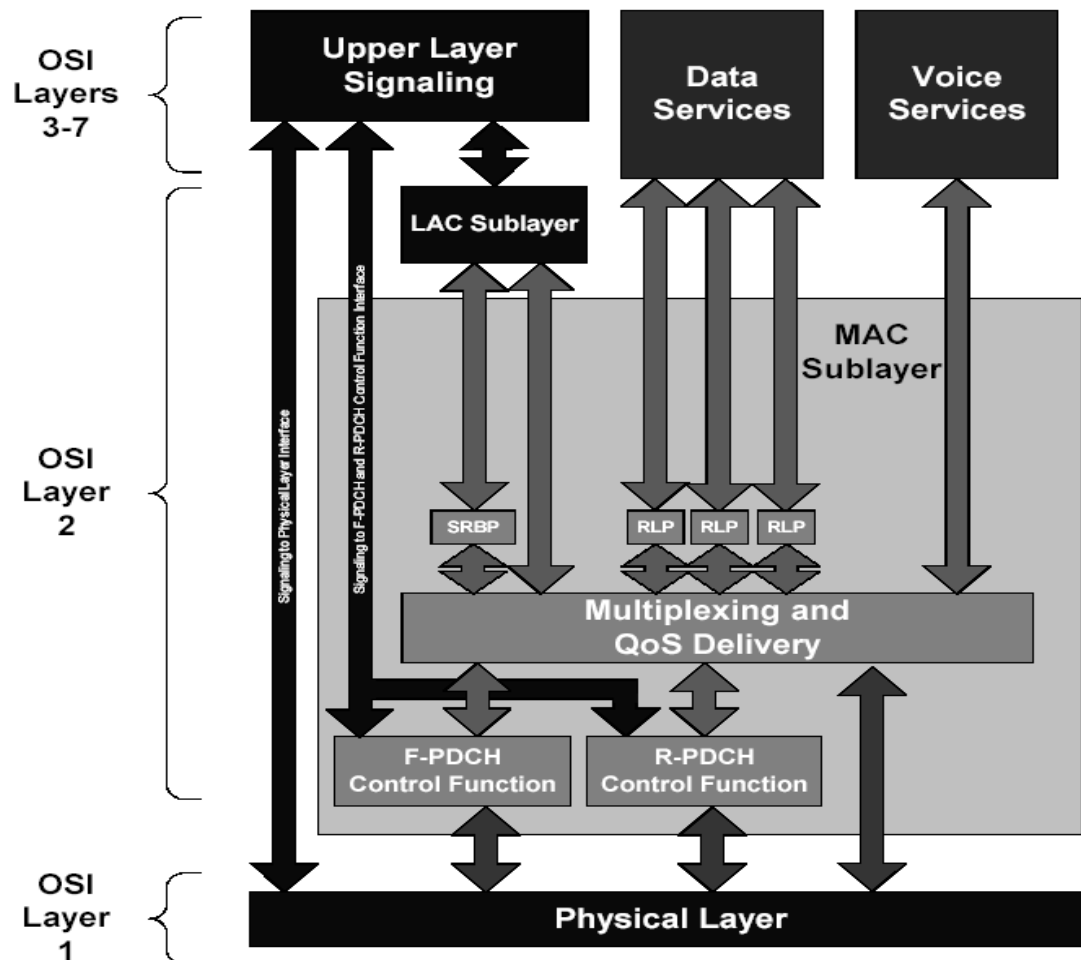 OSI
Layers
3-7
Upper Layer
Signaling
Data
Services
Voice
Services
LAC Sublayer
MAC
Sublayer
OSI
Layer
2
Signaling to Physical Layer Interface
Signaling to F-PDCH and R-PDCH Control Function Interface
SRBP
RLP
RLP
RLP
Multiplexing and
QoS Delivery
F-PDCH
Control Function
R-PDCH
Control Function
OSI
Layer
1
Physical Layer